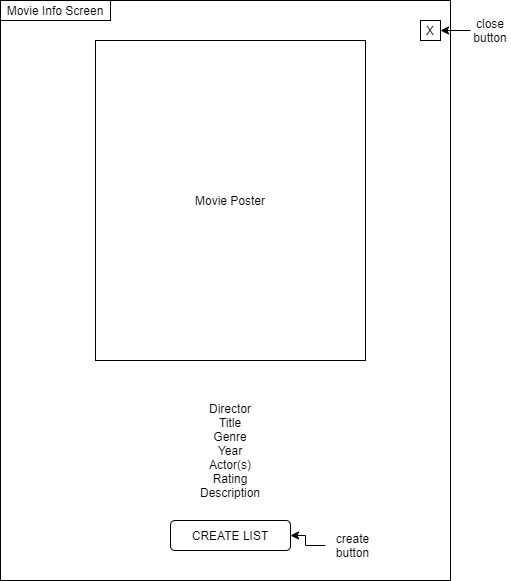 Movie Info Screen
X
close
button
Movie Poster
Director
Title
Genre
Year
Actor(s)
Rating
Description
CREATE LIST
create
button